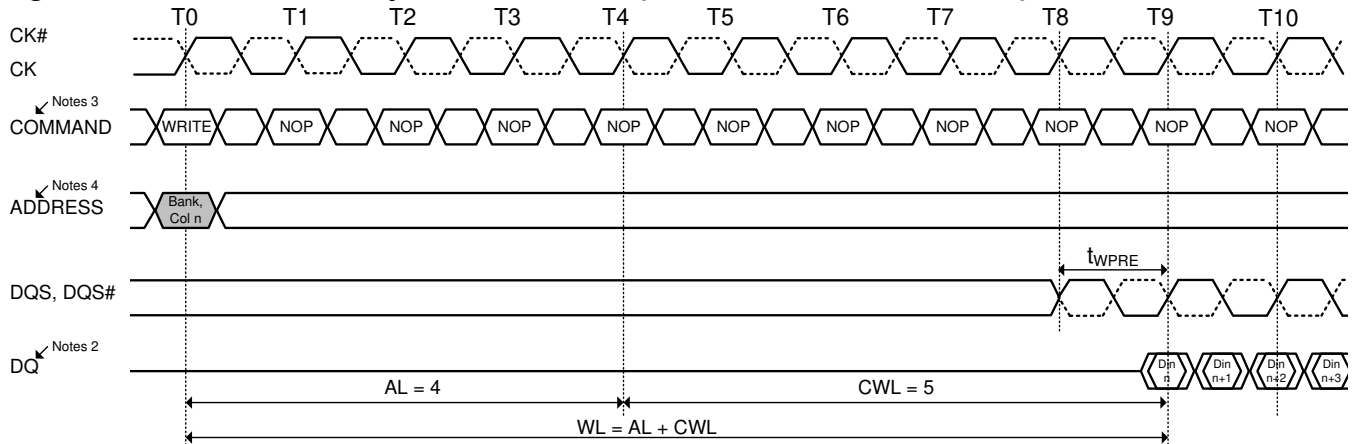 T0 T1 T2 T3 T4 T5 T6 T7 T8 T9 T10
CK#
CK
Notes 3
COMMAND WRITE NOP NOP NOP NOP NOP NOP NOP NOP NOP NOP
Notes 4
ADDRESS
Bank,
Col n
tWPRE
DQS, DQS#
Notes 2
DQ
Din Din Din Din
n n+1 n+2 n+3
AL = 4 CWL = 5
WL = AL + CWL